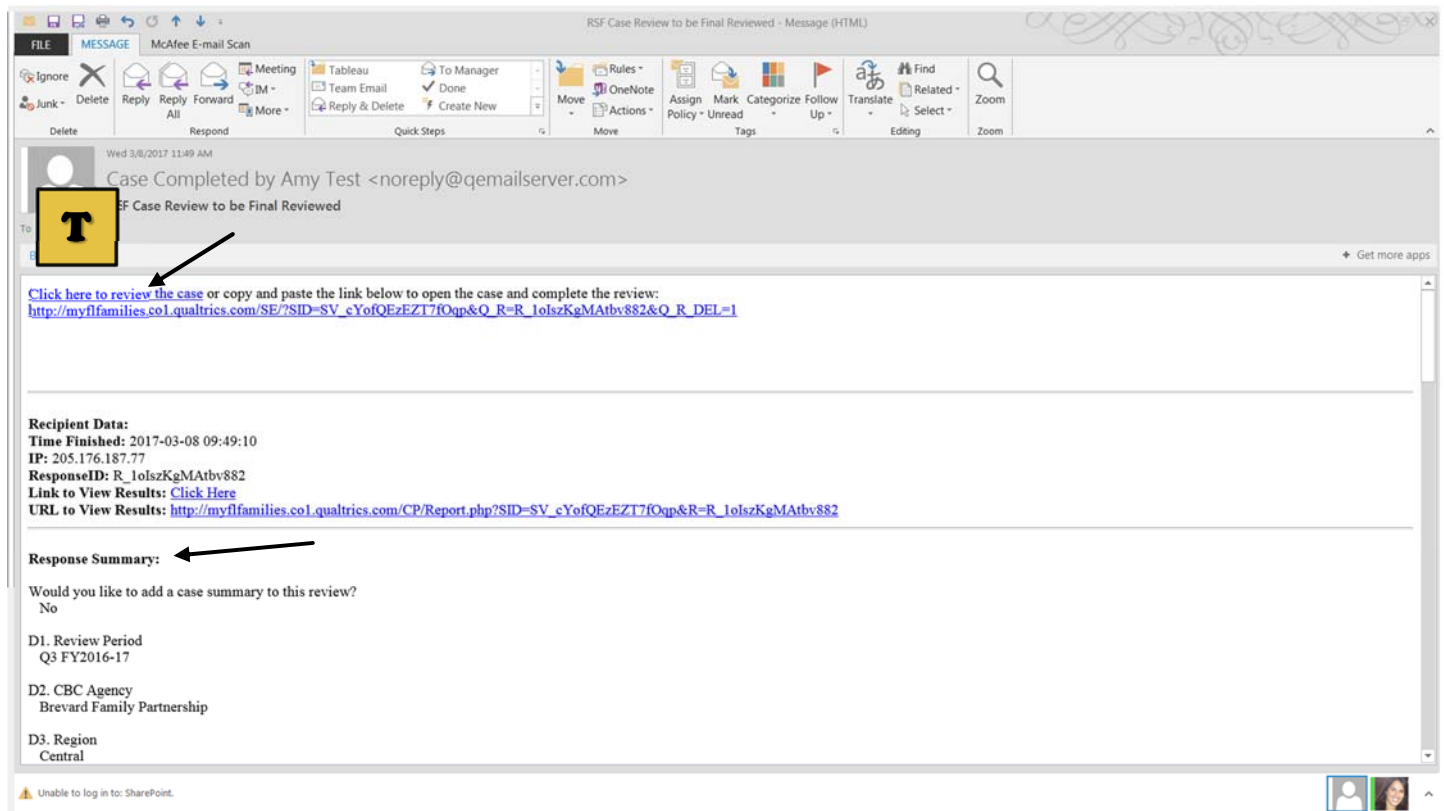 RSF Case Review to be Final Reviewed - Message (HTML)
FILE MESSAGE McAfee E-mail Scan
Ignore
Junk
Delete
Reply
Reply All
Forward
Meeting
IM
More
Tableau
Team Email
Reply & Delete
To Manager
Done
Create New
Move
Rules
OneNote
Actions
Assign Policy
Mark Unread
Categorize
Follow Up
Translate
Find
Related
Select
Zoom
Delete Respond Quick Steps Move Tags Editing Zoom
Wed 3/8/2017 11:49 AM
Case Completed by Amy Test <noreply@qemailserver.com>
SF Case Review to be Final Reviewed
To
T
+ Get more apps
Click here to review the case or copy and paste the link below to open the case and complete the review:
http://myflfamilies.co1.qualtrics.com/SE/?SID=SV_cYofQEzEZT7fOqp&Q_R=R_1oIszKgMAtbv882&Q_R_DEL=1
Recipient Data:
Time Finished: 2017-03-08 09:49:10
IP: 205.176.187.77
ResponseID: R_1oIszKgMAtbv882
Link to View Results: Click Here
URL to View Results: http://myflfamilies.co1.qualtrics.com/CP/Report.php?SID=SV_cYofQEzEZT7fOqp&R=R_1oIszKgMAtbv882
Response Summary:
Would you like to add a case summary to this review?
No
D1. Review Period
Q3 FY2016-17
D2. CBC Agency
Brevard Family Partnership
D3. Region
Central
Unable to log in to: SharePoint.